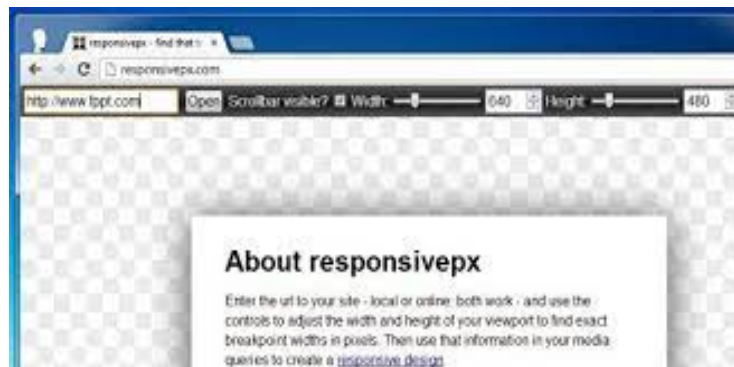 responsivepx - find that b
responsivepx.com
http://www.fppt.com Open Scrollbar visible? Width: 640 Height: 480
About responsivepx
Enter the url to your site - local or online: both work - and use the
controls to adjust the width and height of your viewport to find exact
breakpoint widths in pixels. Then use that information in your media
queries to create a responsive design